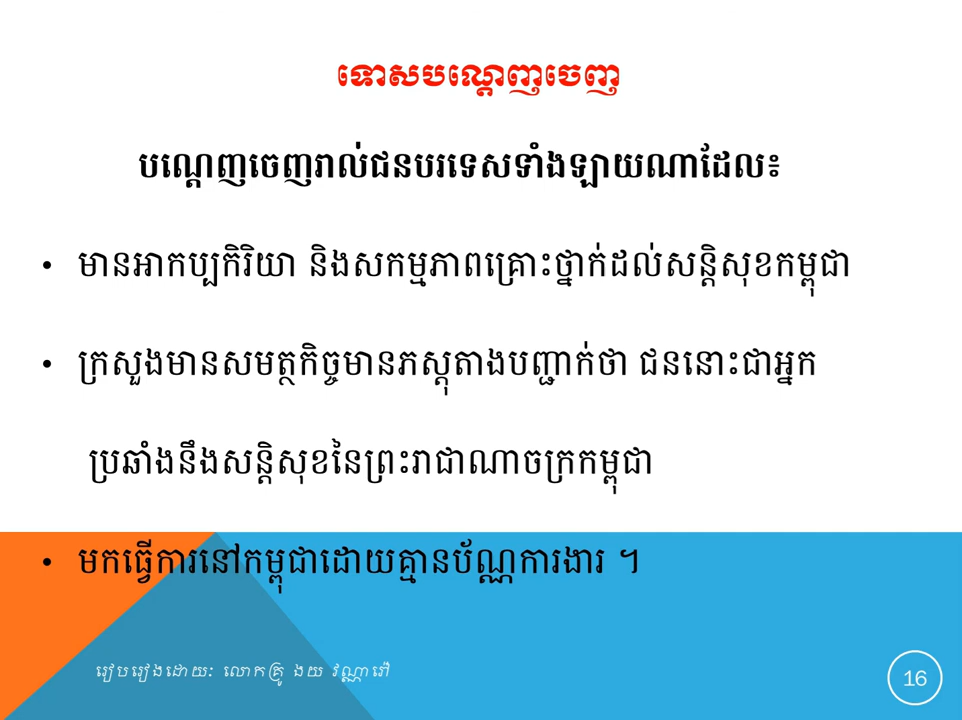 ទោសបណ្តេញចេញ
បណ្តេញចេញរាល់ជនបរទេសទាំងឡាយណាដែល៖
• មានអាកប្បកិរិយា និងសកម្មភាពគ្រោះថ្នាក់ដល់សន្តិសុខកម្ពុជា
• ក្រសួងមានសមត្ថកិច្ចមានភស្តុតាងបញ្ជាក់ថា ជននោះជាអ្នក
ប្រឆាំងនឹងសន្តិសុខនៃព្រះរាជាណាចក្រកម្ពុជា
• មកធ្វើការនៅកម្ពុជាដោយគ្មានប័ណ្ណការងារ ។
រៀបរៀងដោយ: លោកគ្រូ ងយ វណ្ណារើ
16